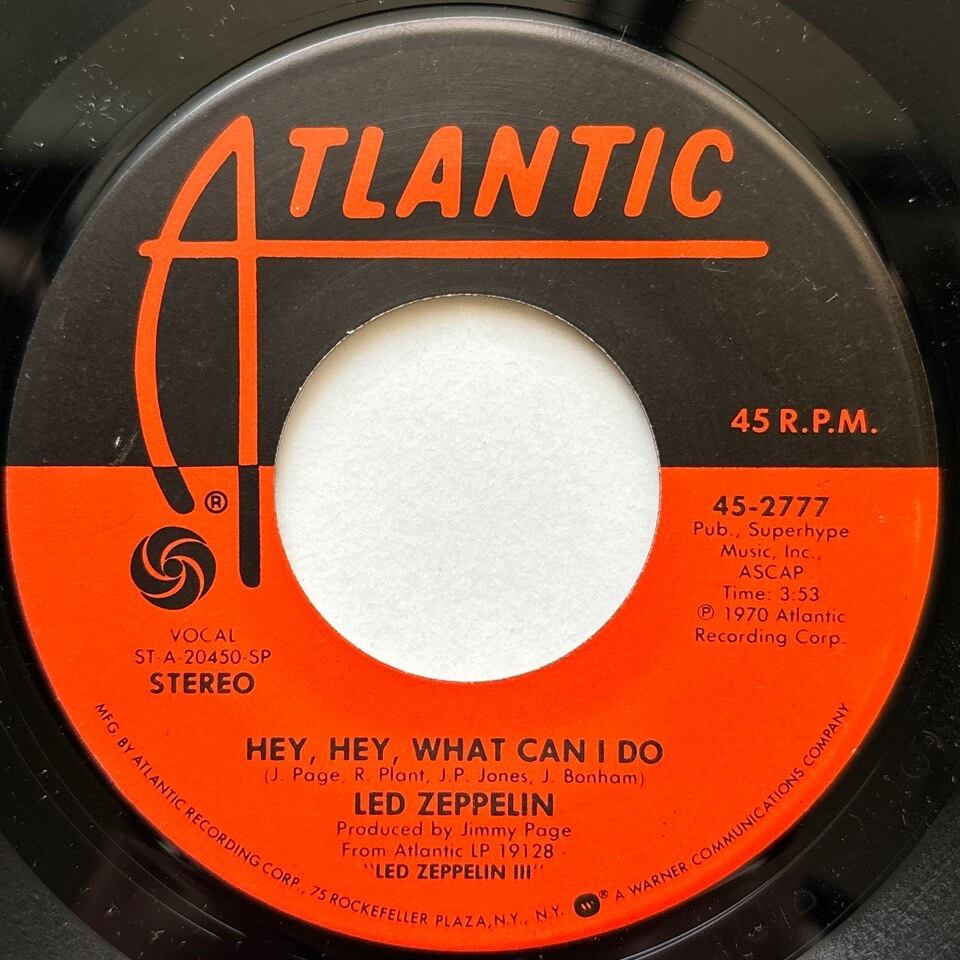 ATLANTIC
45 R.P.M.
®
45-2777
Pub., Superhype
Music, Inc.,
ASCAP
Time: 3:53
℗ 1970 Atlantic
Recording Corp.
VOCAL
ST-A-20450-SP
STEREO
HEY, HEY, WHAT CAN I DO
(J. Page, R. Plant, J.P. Jones, J. Bonham)
LED ZEPPELIN
Produced by Jimmy Page
From Atlantic LP 19128
"LED ZEPPELIN III"
MFG. BY ATLANTIC RECORDING CORP., 75 ROCKEFELLER PLAZA, N.Y., N.Y. ® A WARNER COMMUNICATIONS COMPANY